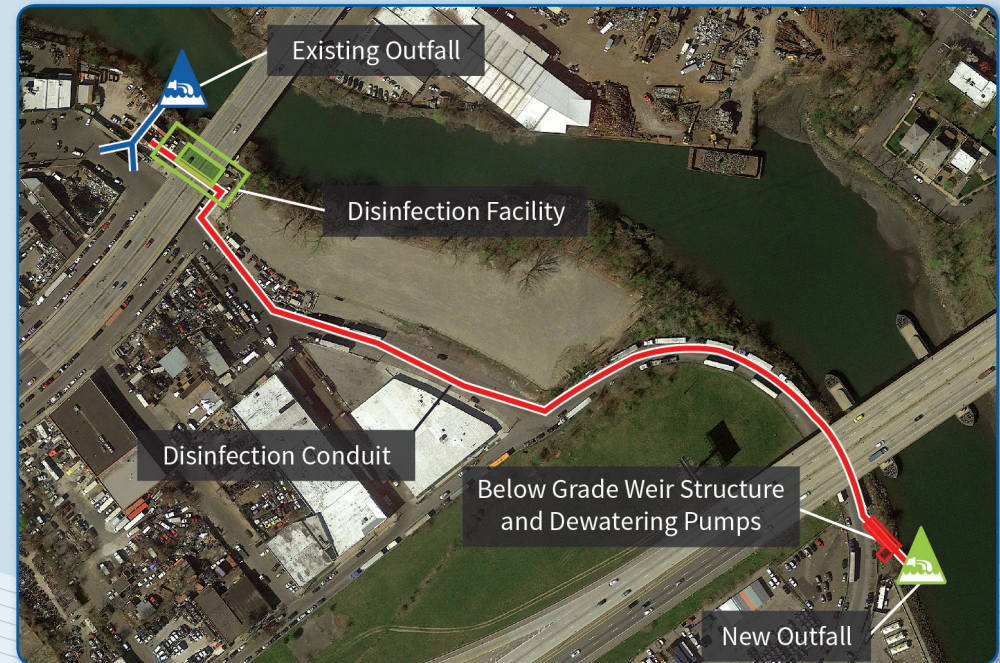 Existing Outfall
Disinfection Facility
Disinfection Conduit
Below Grade Weir Structure
and Dewatering Pumps
New Outfall